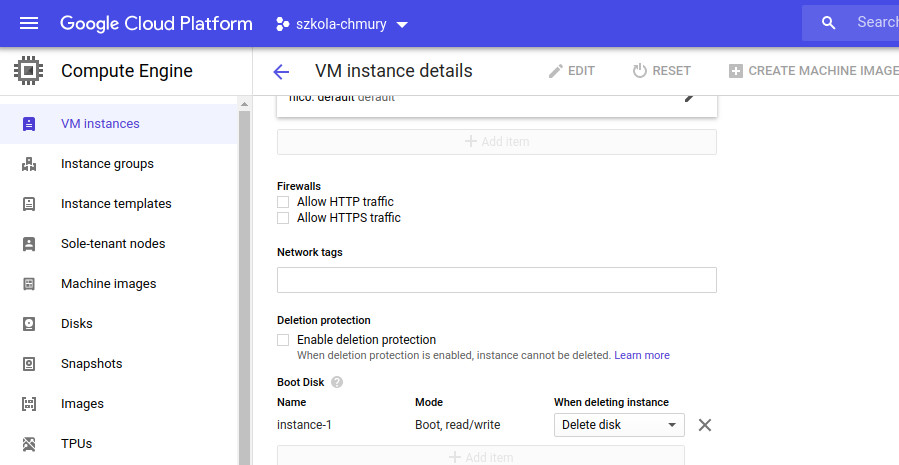 Google Cloud Platform szkola-chmury Search
Compute Engine VM instance details EDIT RESET CREATE MACHINE IMAGE
nic0: default default
VM instances
Add item
Instance groups
Firewalls
Allow HTTP traffic
Instance templates
Allow HTTPS traffic
Sole-tenant nodes
Network tags
Machine images
Disks
Deletion protection
Enable deletion protection
When deletion protection is enabled, instance cannot be deleted. Learn more
Snapshots
Boot Disk ?
Images
Name Mode When deleting instance
instance-1 Boot, read/write Delete disk
TPUs
Add item